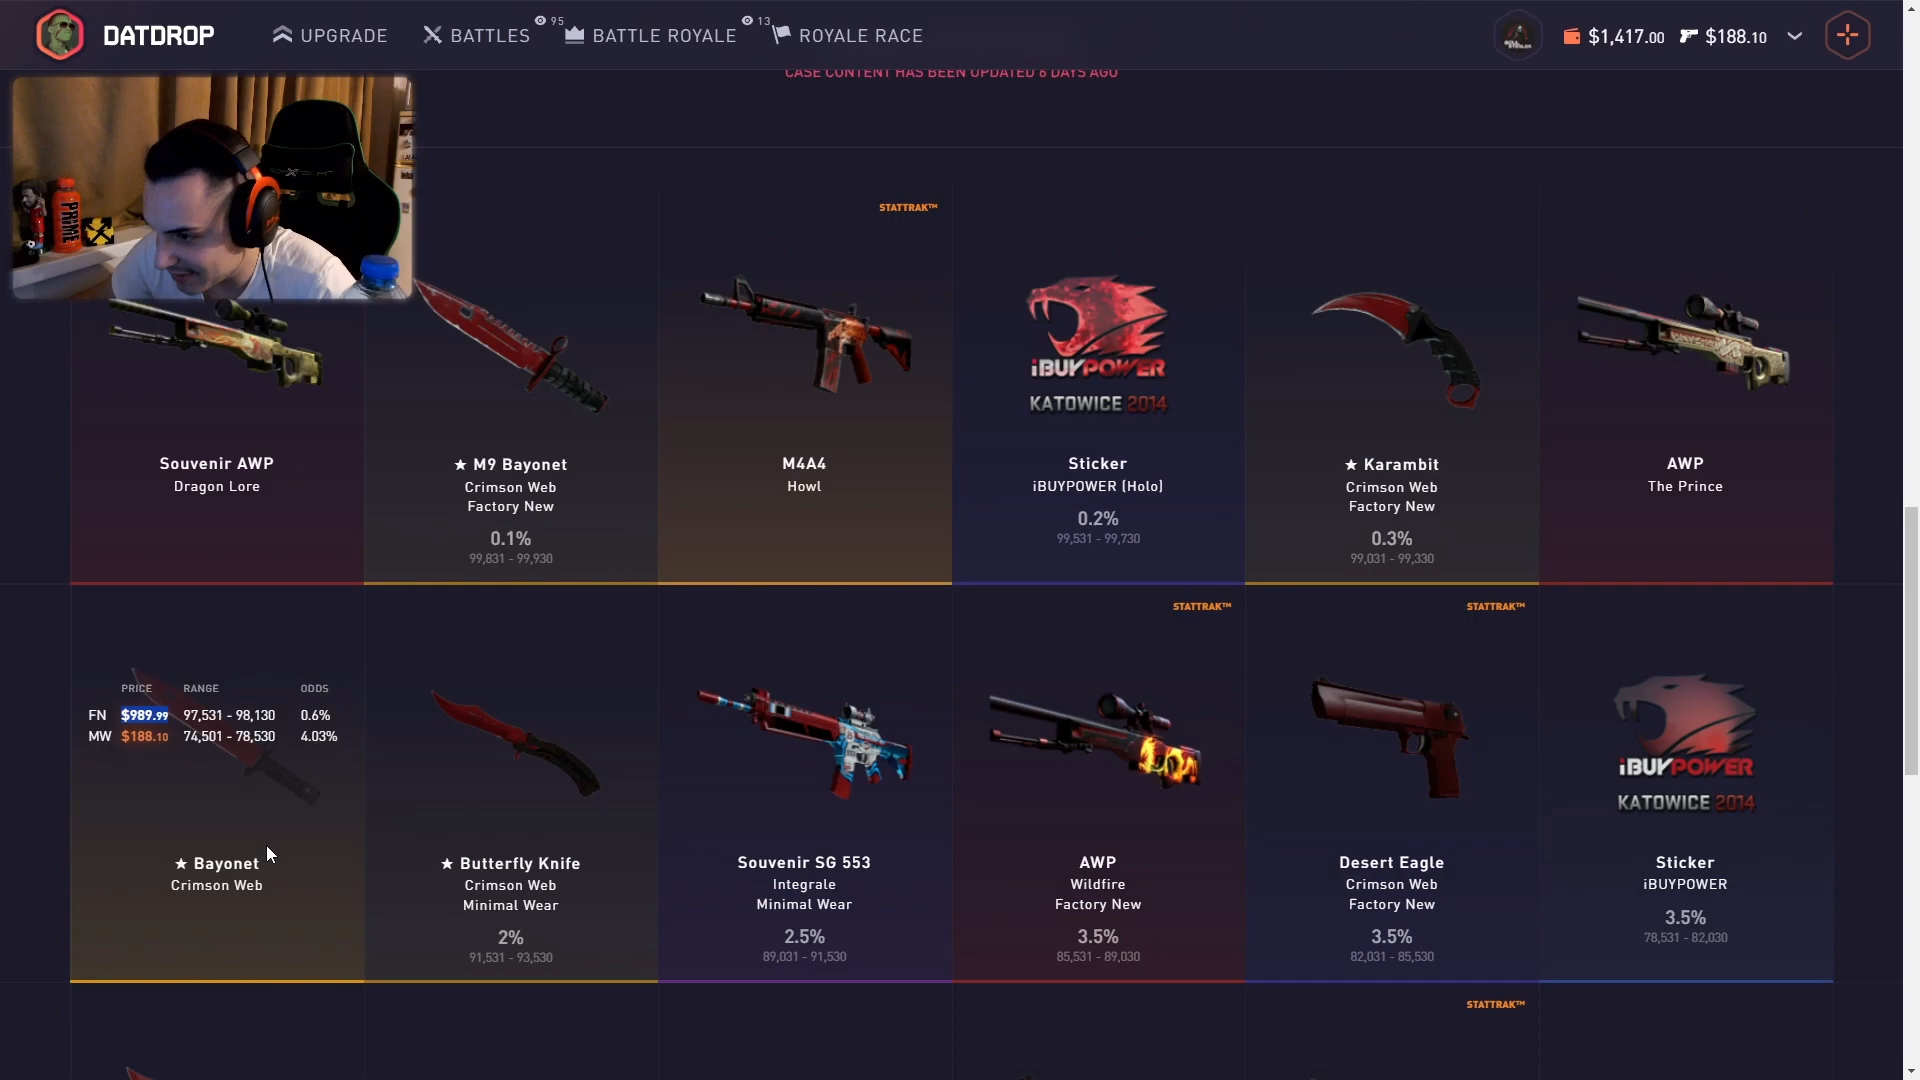 DATDROP
UPGRADE
BATTLES
95
BATTLE ROYALE
13
ROYALE RACE
$1,417.00
$188.10
CASE CONTENT HAS BEEN UPDATED 6 DAYS AGO
PRIME
STATTRAK™
iBUYPOWER
KATOWICE 2014
Souvenir AWP
Dragon Lore
★ M9 Bayonet
Crimson Web
Factory New
0.1%
99,831 - 99,930
M4A4
Howl
Sticker
iBUYPOWER (Holo)
0.2%
99,531 - 99,730
★ Karambit
Crimson Web
Factory New
0.3%
99,031 - 99,330
AWP
The Prince
PRICE RANGE ODDS
FN $989.99 97,531 - 98,130 0.6%
MW $188.10 74,501 - 78,530 4.03%
★ Bayonet
Crimson Web
★ Butterfly Knife
Crimson Web
Minimal Wear
2%
91,531 - 93,530
Souvenir SG 553
Integrale
Minimal Wear
2.5%
89,031 - 91,530
STATTRAK™
AWP
Wildfire
Factory New
3.5%
85,531 - 89,030
STATTRAK™
Desert Eagle
Crimson Web
Factory New
3.5%
82,031 - 85,530
iBUYPOWER
KATOWICE 2014
Sticker
iBUYPOWER
3.5%
78,531 - 82,030
STATTRAK™